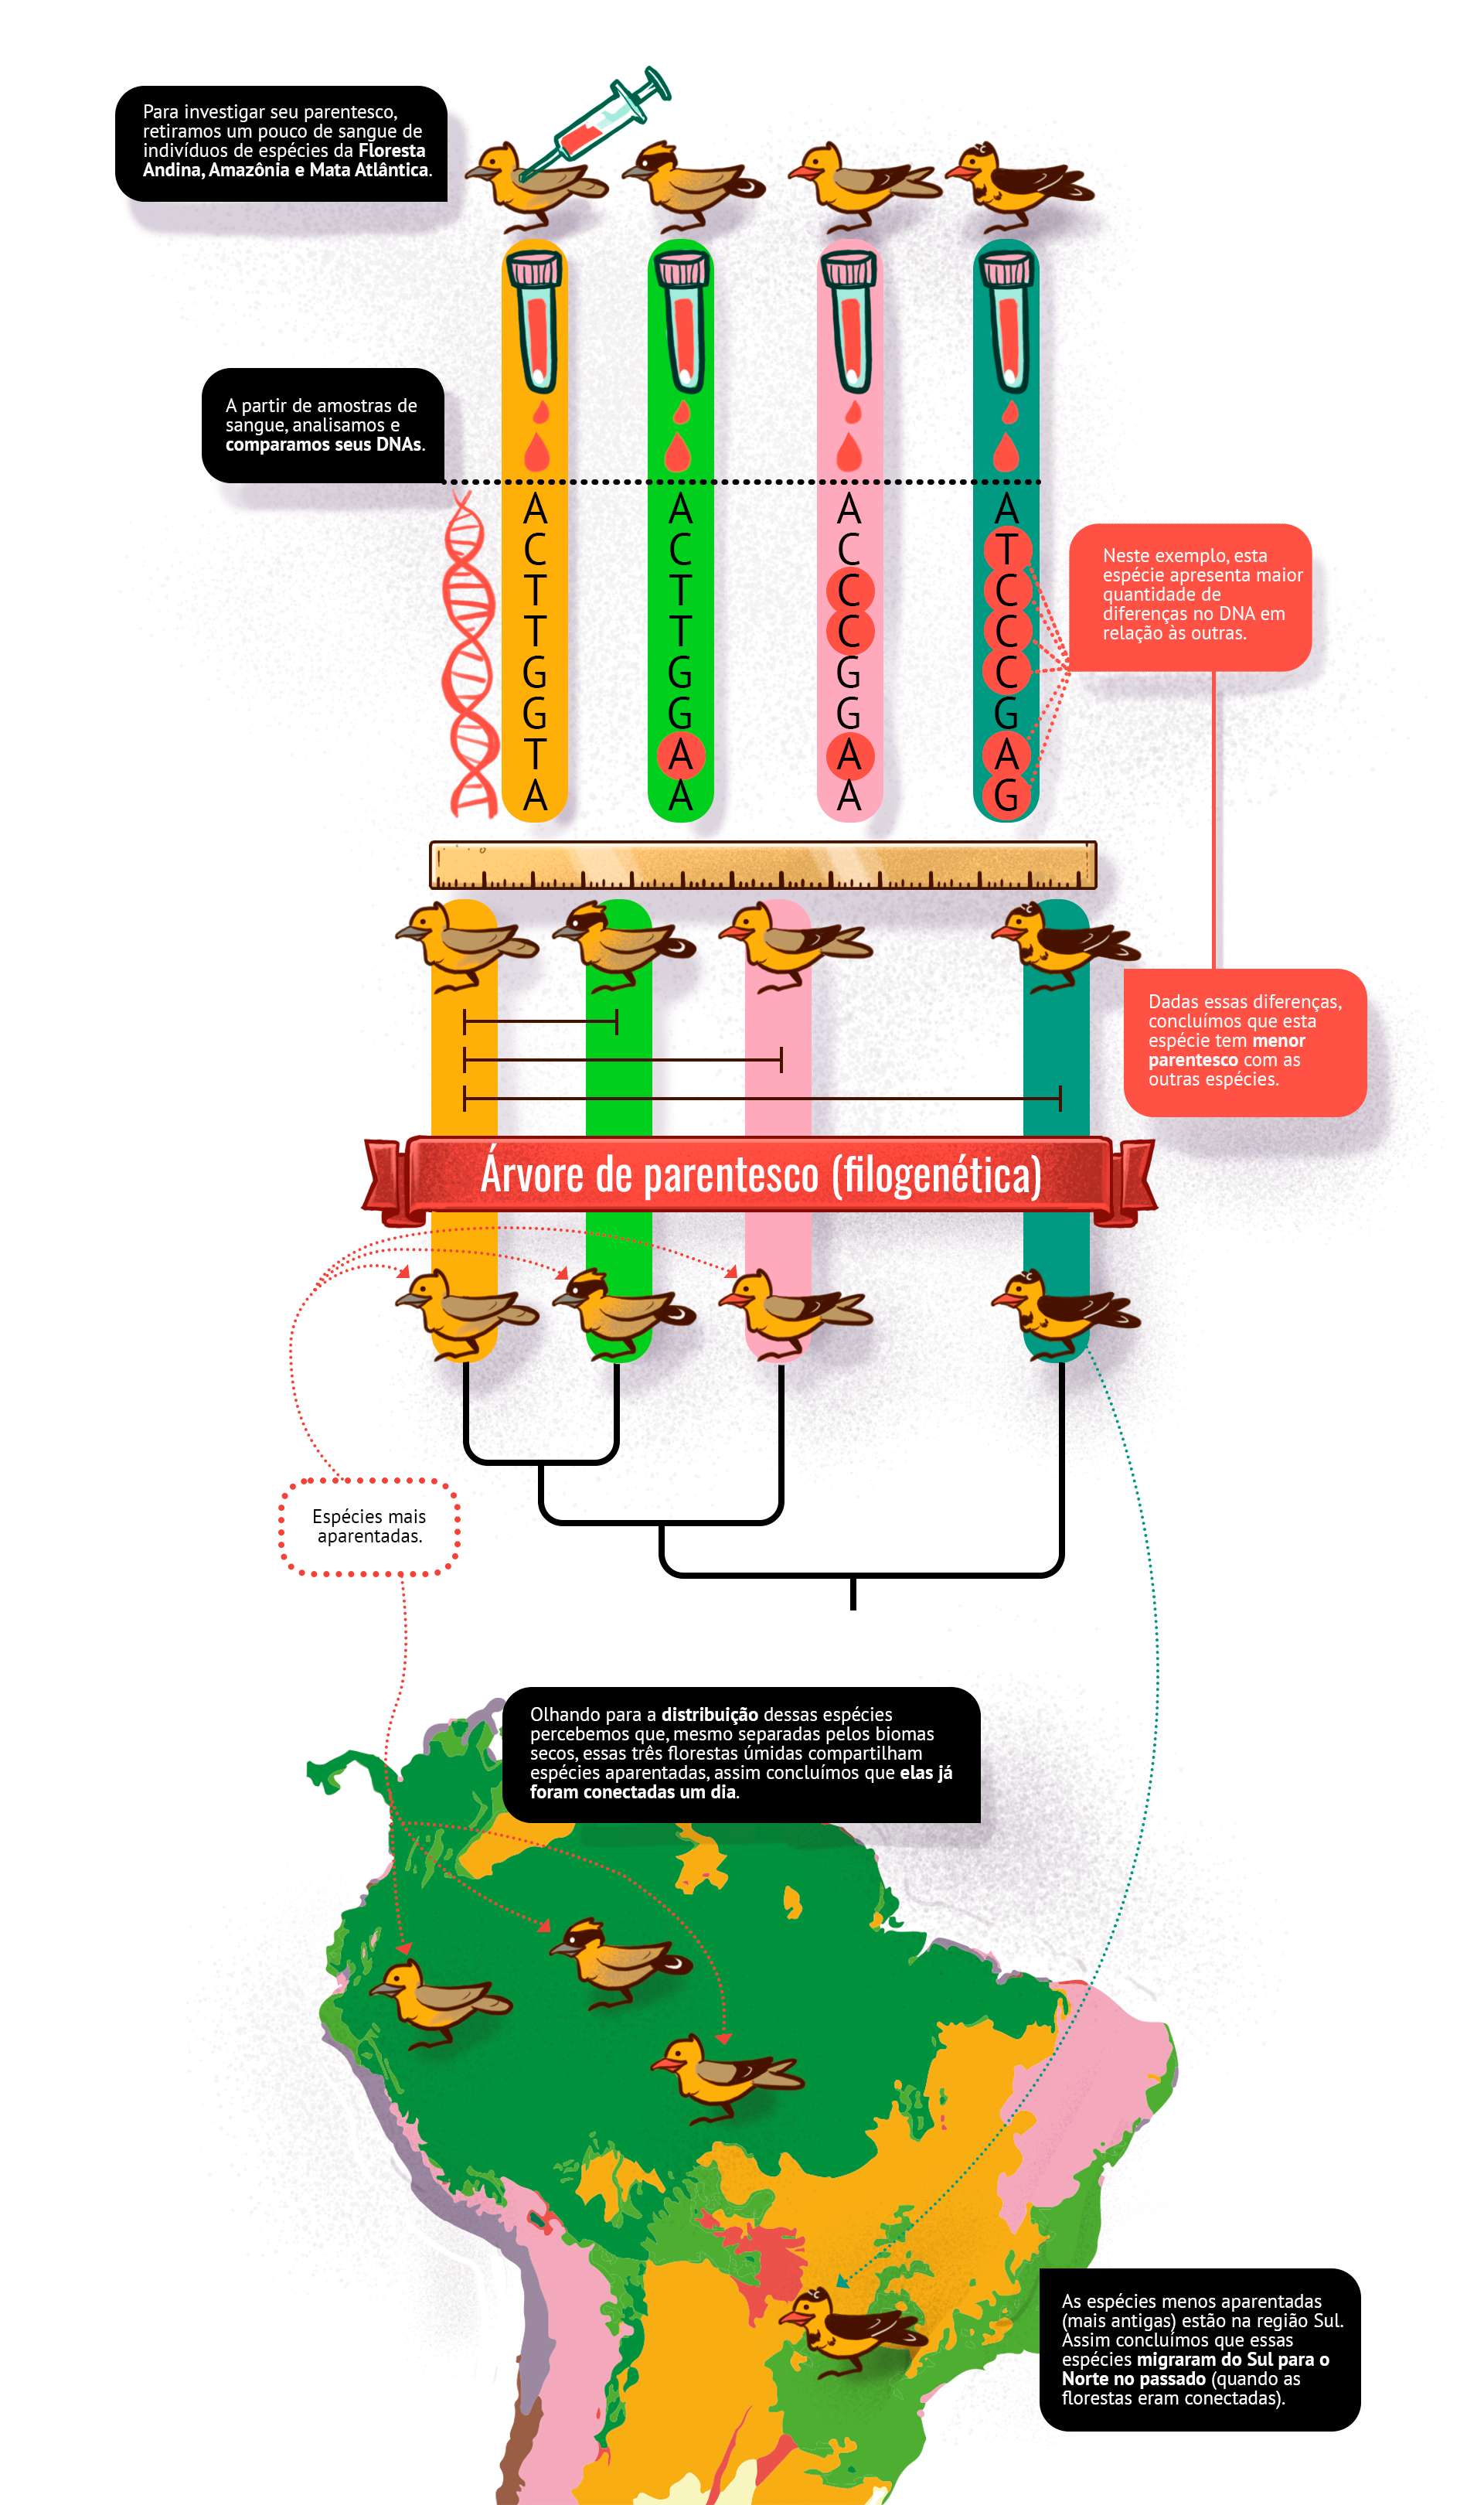 Para investigar seu parentesco,
retiramos um pouco de sangue de
indivíduos de espécies da Floresta
Andina, Amazônia e Mata Atlântica.
A partir de amostras de
sangue, analisamos e
comparamos seus DNAs.
A A A A
C C C T
T T C C
T T C C
G G G C
G G G G
T A A A
A A A G
Neste exemplo, esta
espécie apresenta maior
quantidade de
diferenças no DNA em
relação às outras.
Dadas essas diferenças,
concluímos que esta
espécie tem menor
parentesco com as
outras espécies.
Árvore de parentesco (filogenética)
Espécies mais
aparentadas.
Olhando para a distribuição dessas espécies
percebemos que, mesmo separadas pelos biomas
secos, essas três florestas úmidas compartilham
espécies aparentadas, assim concluímos que elas já
foram conectadas um dia.
As espécies menos aparentadas
(mais antigas) estão na região Sul.
Assim concluímos que essas
espécies migraram do Sul para o
Norte no passado (quando as
florestas eram conectadas).